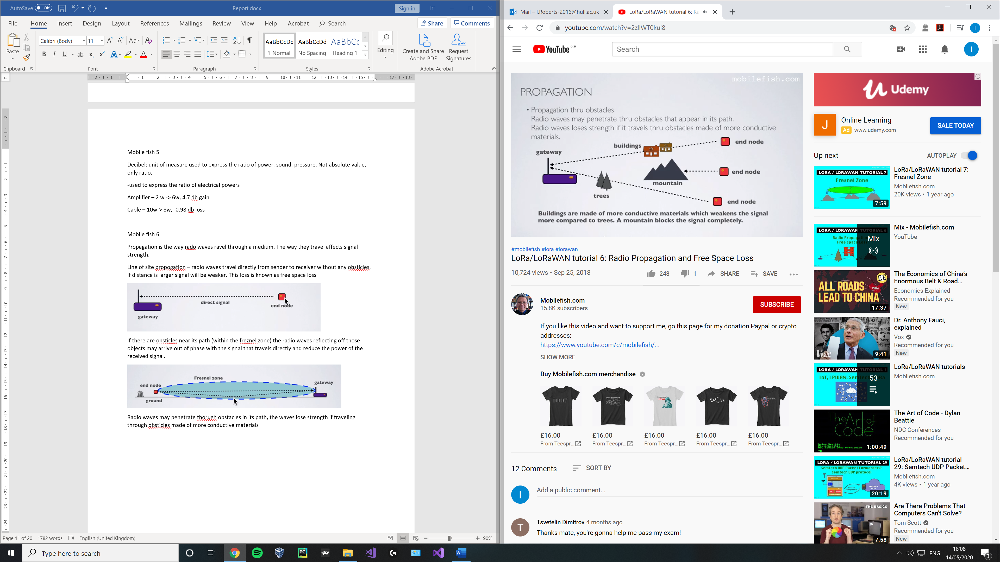 AutoSave Off
Report.docx
Sign in
File Home Insert Design Layout References Mailings Review View Help Acrobat Search
Share Comments
Paste
Clipboard
Calibri (Body) 11
Font
Paragraph
AaBbCcDd AaBbCcDd AaBbCc
¶ Normal No Spacing Heading 1
Styles
Editing
Create and Share
Adobe PDF
Request
Signatures
Adobe Acrobat
Mobile fish 5
Decibel: unit of measure used to express the ratio of power, sound, pressure. Not absolute value,
only ratio.
-used to express the ratio of electrical powers
Amplifier – 2 w -> 6w, 4.7 db gain
Cable – 10w-> 8w, -0.98 db loss
Mobile fish 6
Propagation is the way rado waves ravel through a medium. The way they travel affects signal
strength.
Line of site propogation – radio waves travel directly from sender to receiver without any obsticles.
If distance is larger signal will be weaker. This loss is known as free space loss
direct signal
end node
gateway
If there are onsticles near its path (within the freznel zone) the radio waves reflecting off those
objects may arrive out of phase with the signal that travels directly and reduce the power of the
received signal.
Fresnel zone
end node
gateway
ground
Radio waves may penetrate thorugh obstacles in its path, the waves lose strength if traveling
through obsticles made of more conductive materials
Page 11 of 20 1782 words English (United Kingdom)
90%
Mail – I.Roberts-2016@hull.ac.uk
LoRa/LoRaWAN tutorial 6: Ra
youtube.com/watch?v=2zllWT0kui8
YouTube GB
Search
mobilefish.com
PROPAGATION
• Propagation thru obstacles
Radio waves may penetrate thru obstacles that appear in its path.
Radio waves loses strength if it travels thru obstacles made of more conductive
materials.
buildings
end node
gateway
end node
mountain
trees
end node
Buildings are made of more conductive materials which weakens the signal
more compared to trees. A mountain blocks the signal completely.
#mobilefish #lora #lorawan
LoRa/LoRaWAN tutorial 6: Radio Propagation and Free Space Loss
10,724 views • Sep 25, 2018
248 1 SHARE SAVE
Mobilefish.com
15.8K subscribers
SUBSCRIBE
If you like this video and want to support me, go this page for my donation Paypal or crypto
addresses:
https://www.youtube.com/c/mobilefish/...
SHOW MORE
Buy Mobilefish.com merchandise
£16.00 £16.00 £16.00 £16.00 £16.00
From Teespr... From Teespr... From Teespr... From Teespr... From Teespr...
12 Comments SORT BY
Add a public comment...
Tsvetelin Dimitrov 4 months ago
Thanks mate, you're gonna help me pass my exam!
Udemy
J
Online Learning
Ad www.udemy.com
SALE TODAY
Up next AUTOPLAY
LORA / LORAWAN TUTORIAL 7
Fresnel Zone
7:59
LoRa/LoRaWAN tutorial 7:
Fresnel Zone
Mobilefish.com
20K views • 1 year ago
LORA / LORAWAN TUTORIAL 6
Mix
Mix - Mobilefish.com
YouTube
ALL ROADS
LEAD TO CHINA
CHINA
EE
17:37
The Economics of China's
Enormous Belt & Road...
Economics Explained
Recommended for you
New
Vox
9:41
Dr. Anthony Fauci,
explained
Vox
Recommended for you
New
LORA / LORAWAN TUTORIAL 1
53
LoRa/LoRaWAN tutorials
Mobilefish.com
The Art of
Code
1:00:49
The Art of Code - Dylan
Beattie
NDC Conferences
Recommended for you
LORA / LORAWAN TUTORIAL 29
Semtech UDP Packet Forwarder &
Semtech UDP protocol
20:19
LoRa/LoRaWAN tutorial
29: Semtech UDP Packet...
Mobilefish.com
4K views • 1 year ago
THE BASICS
7:58
Are There Problems That
Computers Can't Solve?
Tom Scott
Recommended for you
New
Type here to search
ENG
16:08
14/05/2020
3